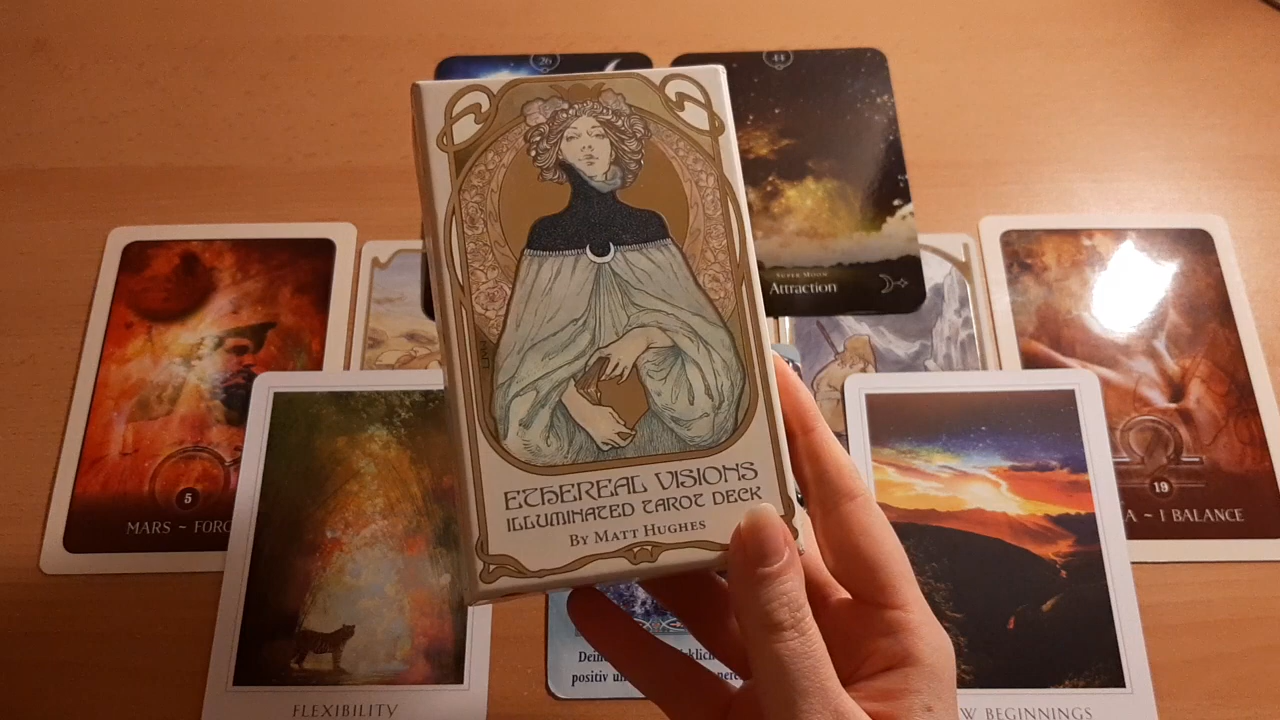 26
44
SUPER MOON
Attraction
5
MARS ~ FORC
19
A ~ I BALANCE
ETHEREAL VISIONS
ILLUMINATED TAROT DECK
BY MATT HUGHES
positiv
FLEXIBILITY
W BEGINNINGS